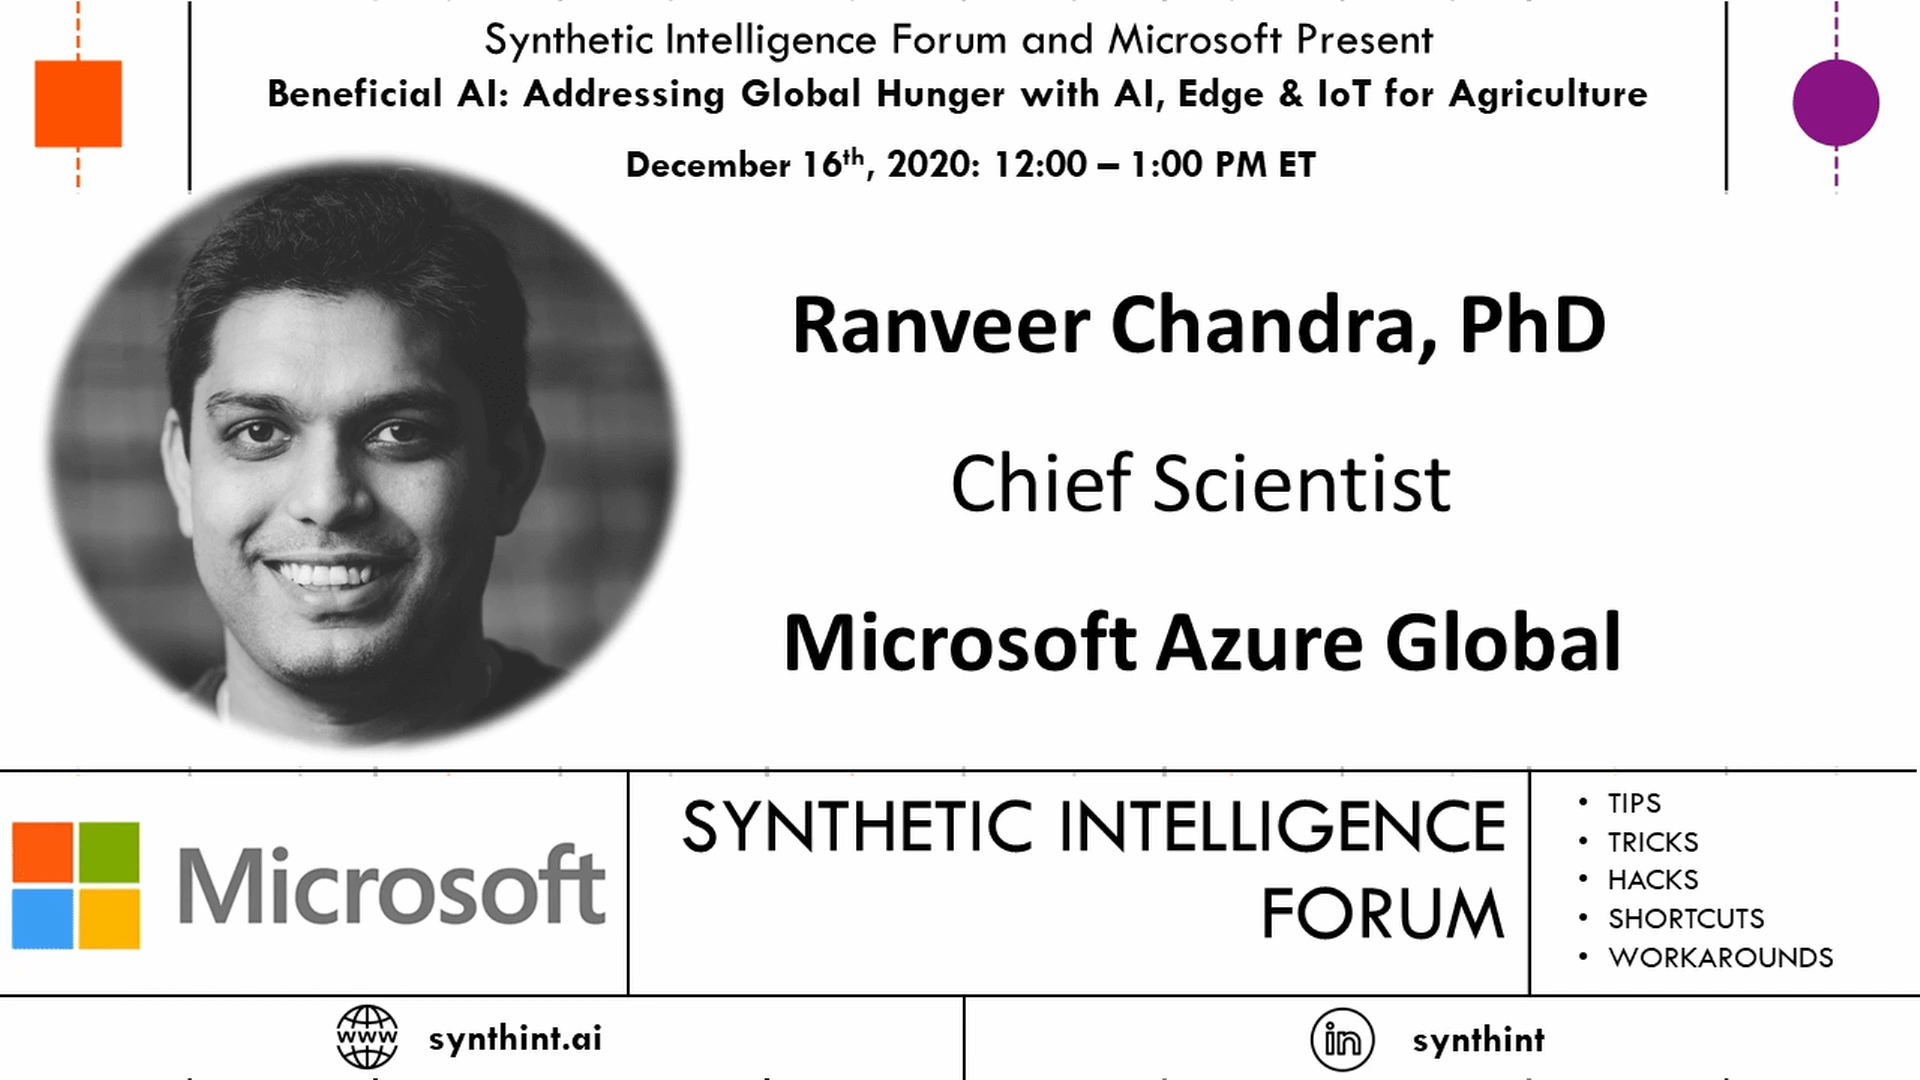 Synthetic Intelligence Forum and Microsoft Present
Beneficial AI: Addressing Global Hunger with AI, Edge & IoT for Agriculture
December 16th, 2020: 12:00 – 1:00 PM ET
Ranveer Chandra, PhD
Chief Scientist
Microsoft Azure Global
Microsoft
SYNTHETIC INTELLIGENCE
FORUM
• TIPS
• TRICKS
• HACKS
• SHORTCUTS
• WORKAROUNDS
www synthint.ai
in synthint